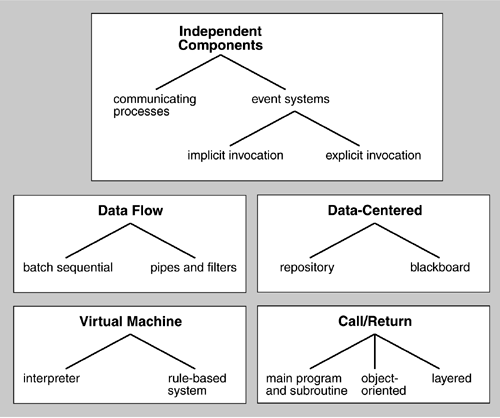 Independent
Components
communicating
processes
event systems
implicit invocation
explicit invocation
Data Flow
batch sequential
pipes and filters
Data-Centered
repository
blackboard
Virtual Machine
interpreter
rule-based
system
Call/Return
main program
and subroutine
object-
oriented
layered